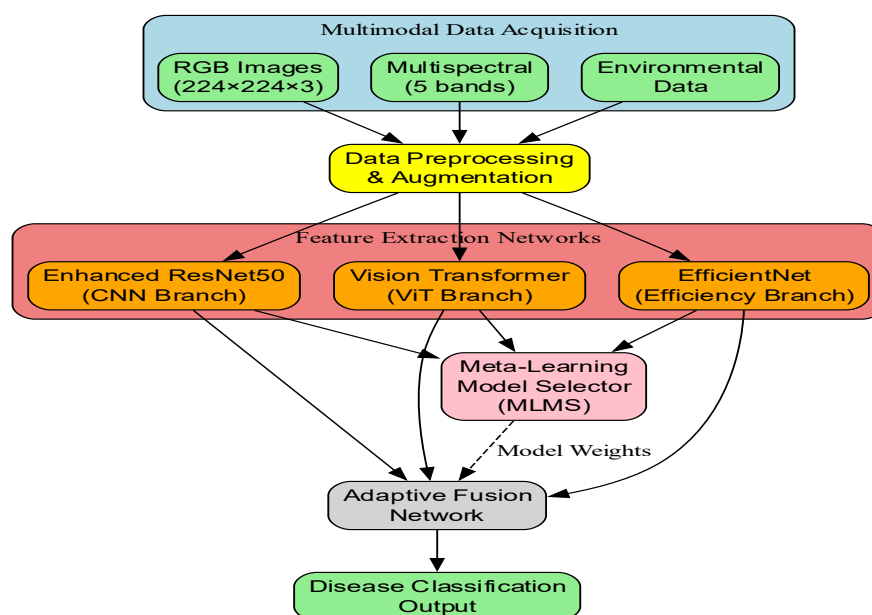 Multimodal Data Acquisition
RGB Images
(224×224×3)
Multispectral
(5 bands)
Environmental
Data
Data Preprocessing
& Augmentation
Feature Extraction Networks
Enhanced ResNet50
(CNN Branch)
Vision Transformer
(ViT Branch)
EfficientNet
(Efficiency Branch)
Meta-Learning
Model Selector
(MLMS)
Model Weights
Adaptive Fusion
Network
Disease Classification
Output